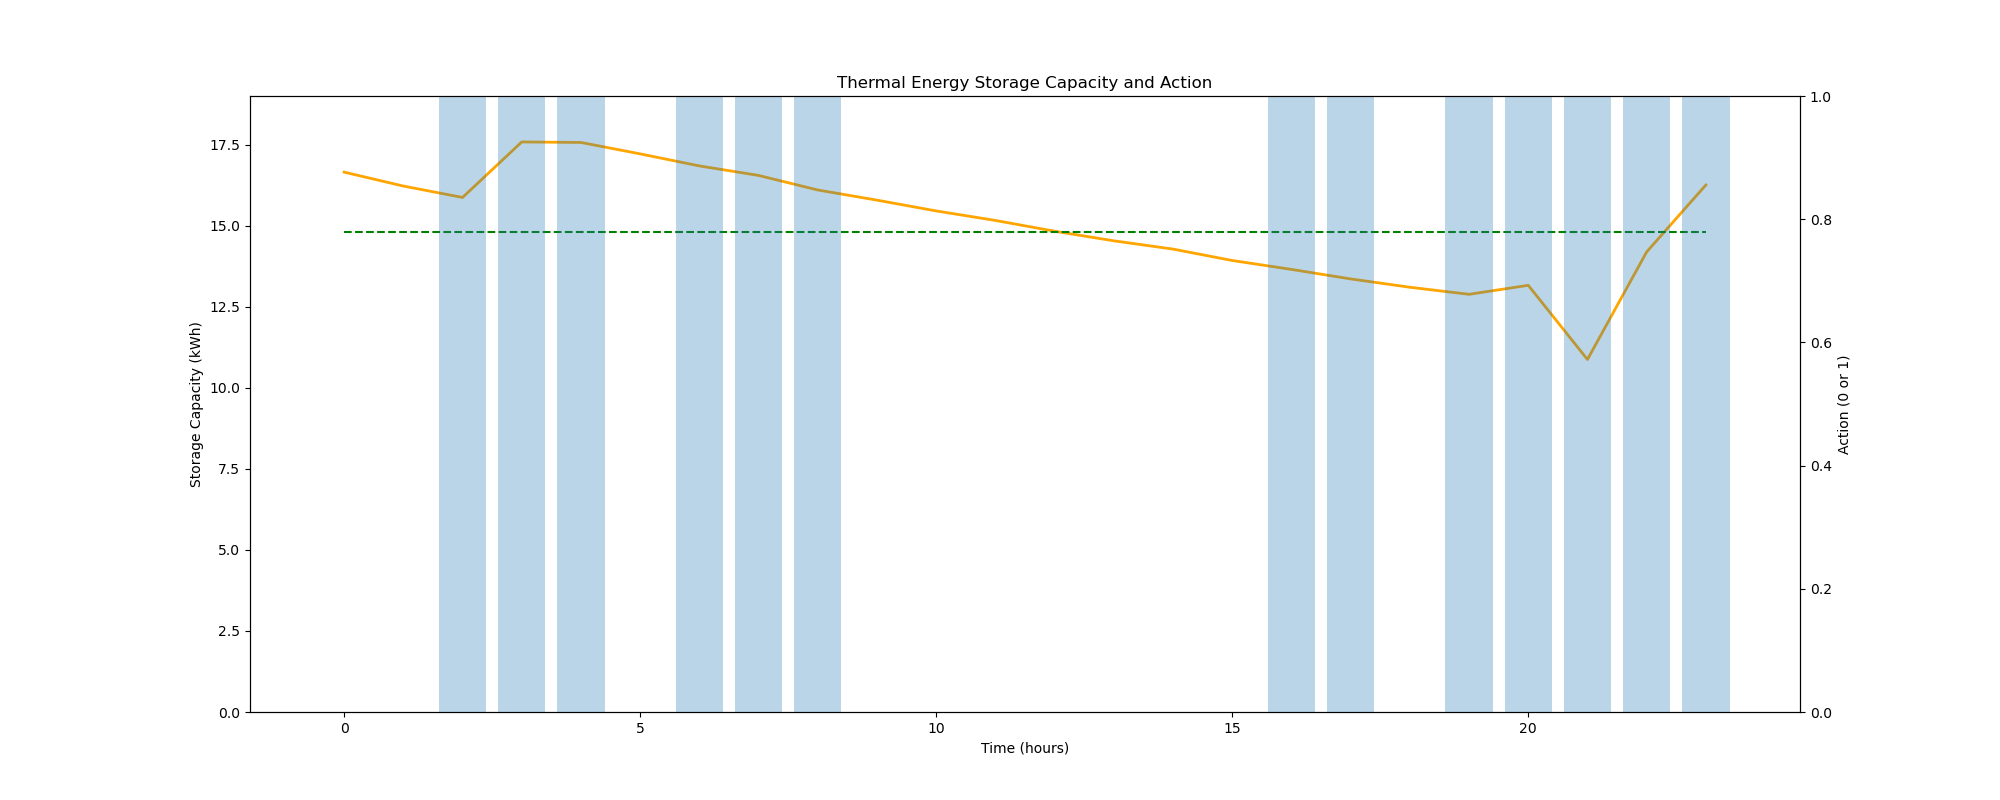 Thermal Energy Storage Capacity and Action
17.5
15.0
12.5
10.0
7.5
5.0
2.5
0.0
Storage Capacity (kWh)
1.0
0.8
0.6
0.4
0.2
0.0
Action (0 or 1)
0 5 10 15 20
Time (hours)